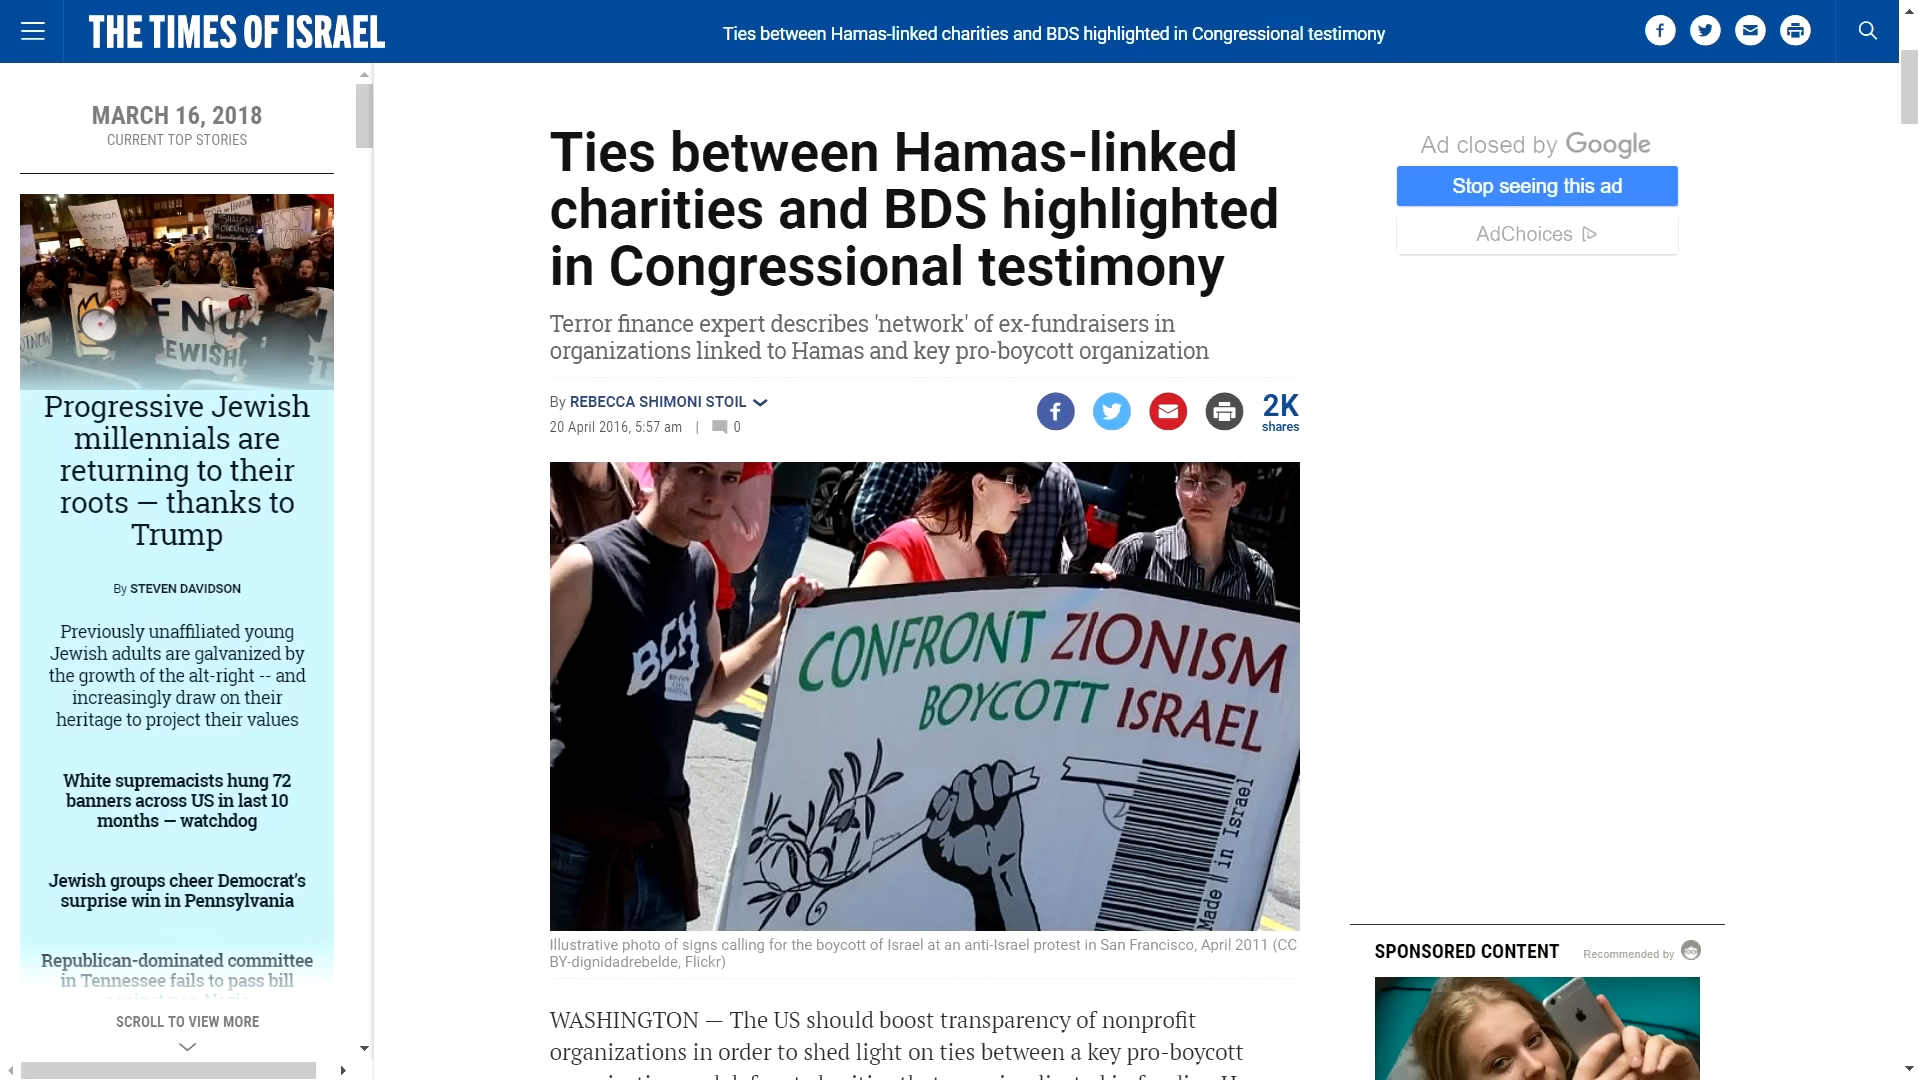 THE TIMES OF ISRAEL
Ties between Hamas-linked charities and BDS highlighted in Congressional testimony
MARCH 16, 2018
CURRENT TOP STORIES
Progressive Jewish
millennials are
returning to their
roots — thanks to
Trump
By STEVEN DAVIDSON
Previously unaffiliated young
Jewish adults are galvanized by
the growth of the alt-right -- and
increasingly draw on their
heritage to project their values
White supremacists hung 72
banners across US in last 10
months — watchdog
Jewish groups cheer Democrat's
surprise win in Pennsylvania
Republican-dominated committee
in Tennessee fails to pass bill
SCROLL TO VIEW MORE
Ties between Hamas-linked
charities and BDS highlighted
in Congressional testimony
Terror finance expert describes 'network' of ex-fundraisers in
organizations linked to Hamas and key pro-boycott organization
By REBECCA SHIMONI STOIL
20 April 2016, 5:57 am | 0
2K
shares
BCH
CONFRONT ZIONISM
BOYCOTT ISRAEL
Made in Israel
Illustrative photo of signs calling for the boycott of Israel at an anti-Israel protest in San Francisco, April 2011 (CC
BY-dignidadrebelde, Flickr)
WASHINGTON — The US should boost transparency of nonprofit
organizations in order to shed light on ties between a key pro-boycott
Ad closed by Google
Stop seeing this ad
AdChoices
SPONSORED CONTENT
Recommended by